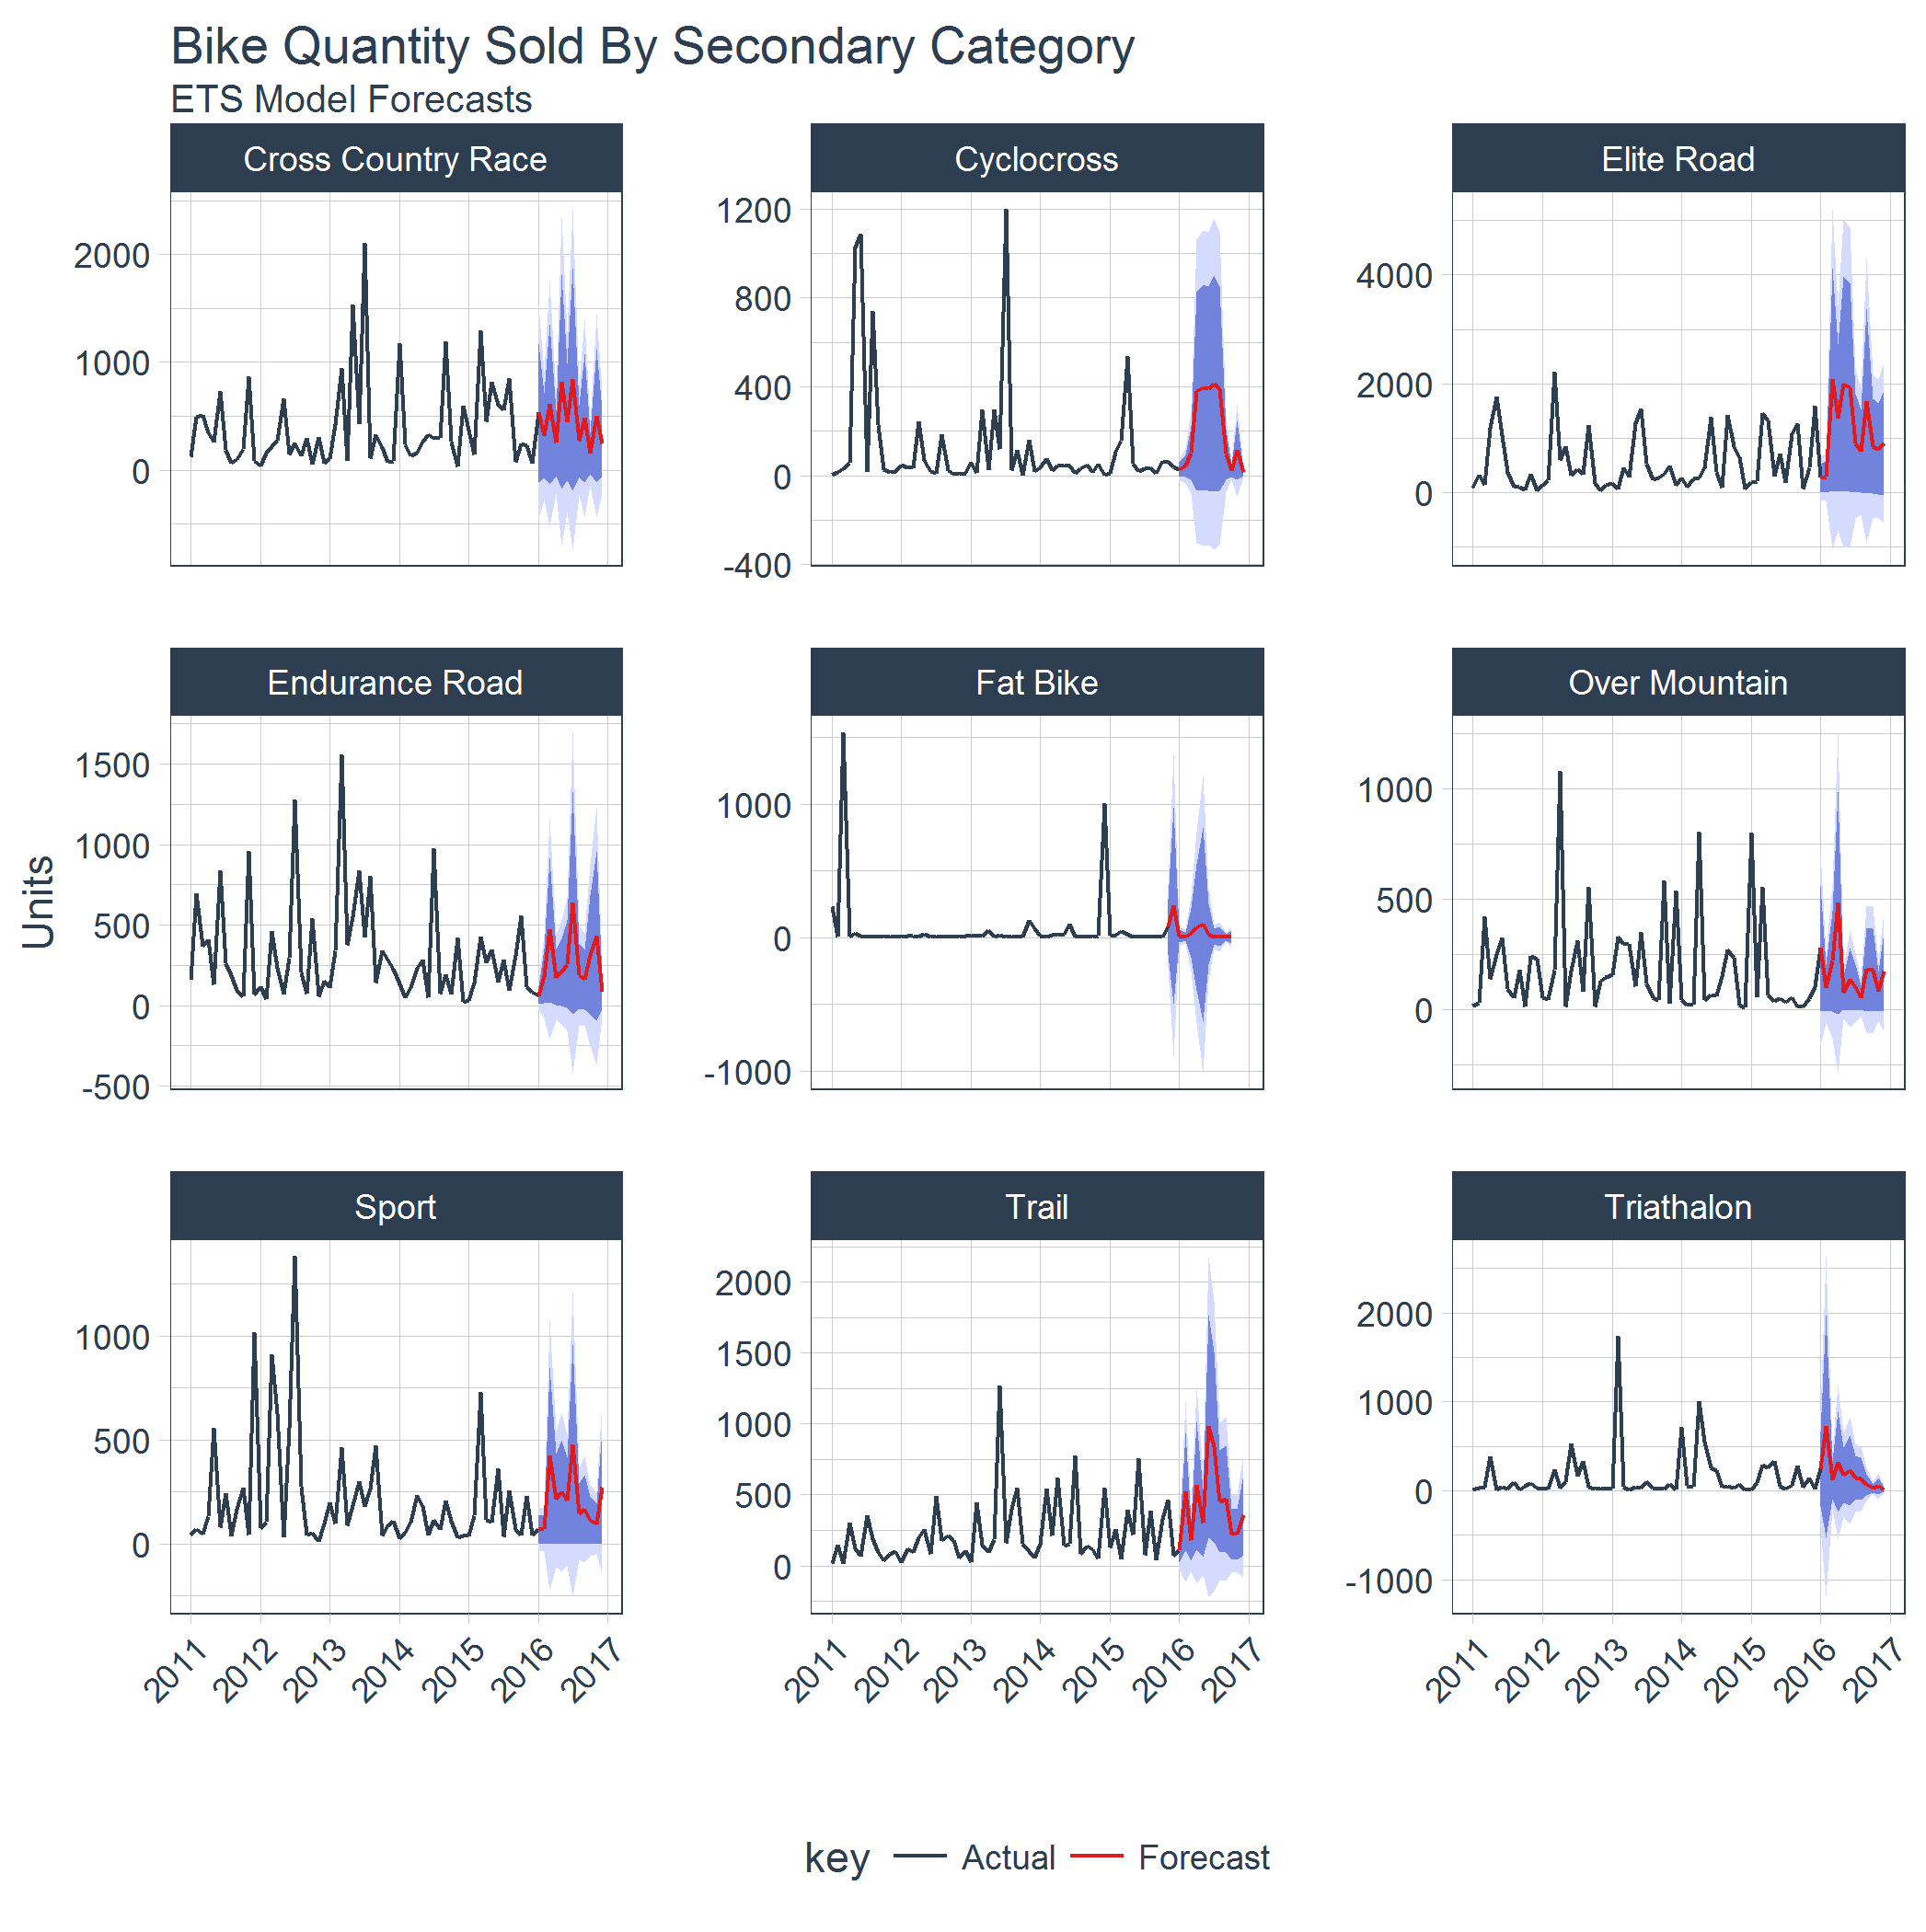 Bike Quantity Sold By Secondary Category
ETS Model Forecasts
Cross Country Race
Cyclocross
Elite Road
2000
1000
0
1200
800
400
0
-400
4000
2000
0
Endurance Road
Fat Bike
Over Mountain
1500
1000
500
0
-500
1000
0
-1000
1000
500
0
Units
Sport
Trail
Triathalon
1000
500
0
2000
1500
1000
500
0
2000
1000
0
-1000
2011 2012 2013 2014 2015 2016 2017
2011 2012 2013 2014 2015 2016 2017
2011 2012 2013 2014 2015 2016 2017
key Actual Forecast